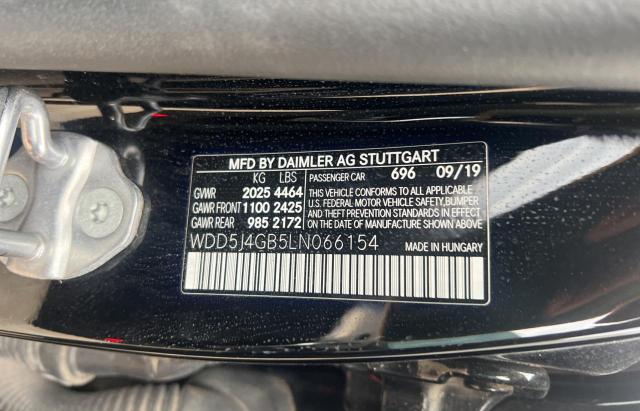 MFD BY DAIMLER AG STUTTGART
KG LBS PASSENGER CAR 696 09/19
GVWR 2025 4464 THIS VEHICLE CONFORMS TO ALL APPLICABLE
GAWR FRONT 1100 2425 U.S. FEDERAL MOTOR VEHICLE SAFETY, BUMPER
GAWR REAR 985 2172 AND THEFT PREVENTION STANDARDS IN EFFECT
ON THE DATE OF MANUFACTURE SHOWN ABOVE
WDD5J4GB5LN066154 MADE IN HUNGARY